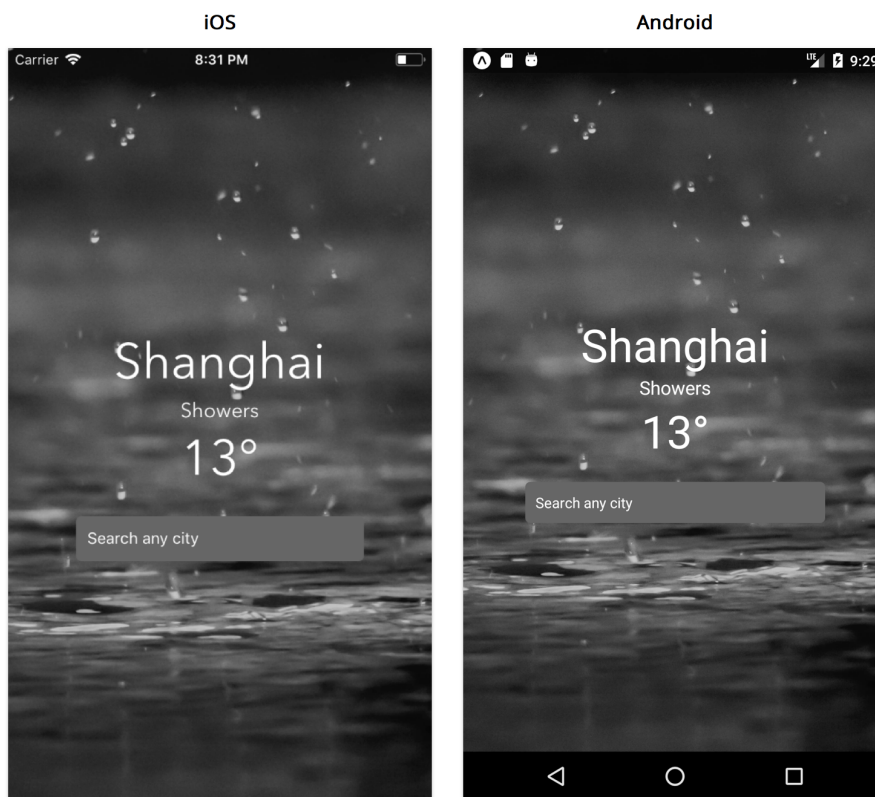 iOS
Android
Carrier 8:31 PM
LTE 9:29
Shanghai
Showers
13°
Search any city
Shanghai
Showers
13°
Search any city